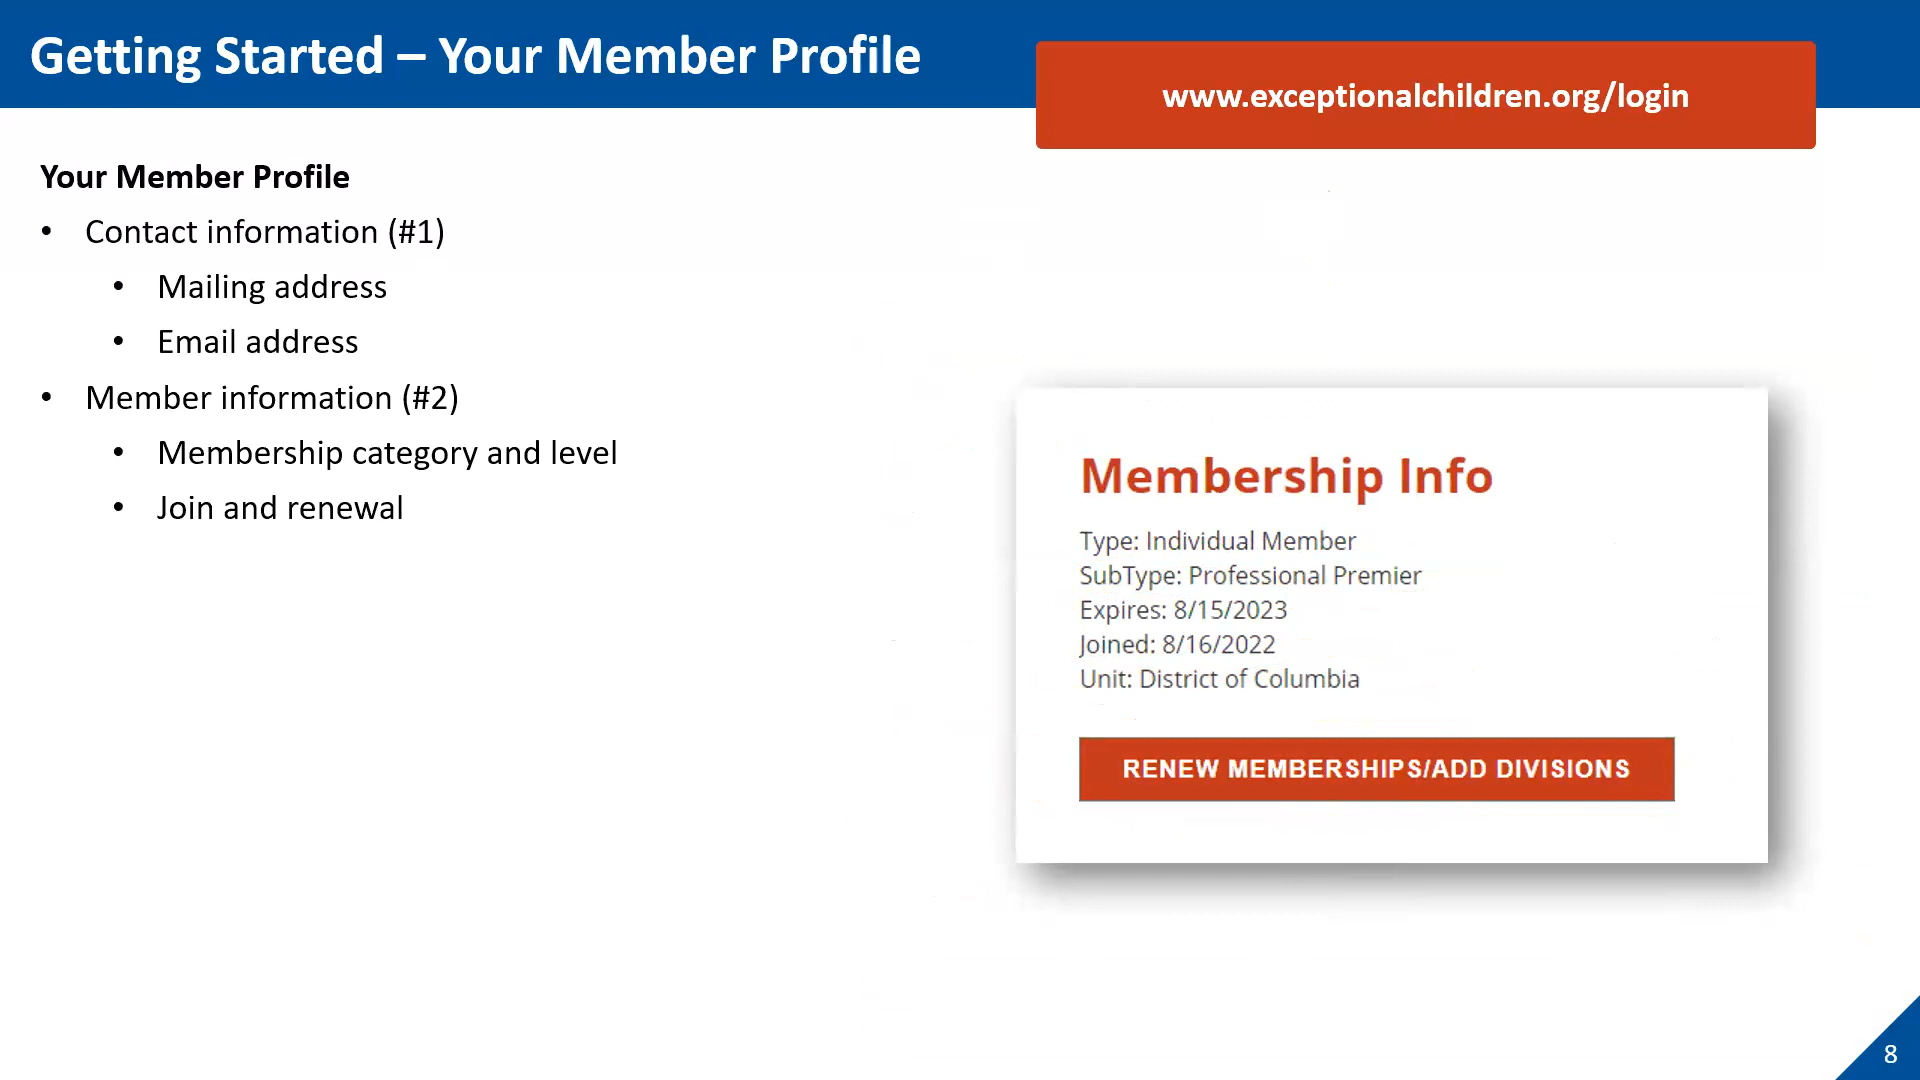 Getting Started – Your Member Profile
www.exceptionalchildren.org/login
Your Member Profile
• Contact information (#1)
• Mailing address
• Email address
• Member information (#2)
• Membership category and level
• Join and renewal
Membership Info
Type: Individual Member
SubType: Professional Premier
Expires: 8/15/2023
Joined: 8/16/2022
Unit: District of Columbia
RENEW MEMBERSHIPS/ADD DIVISIONS
8